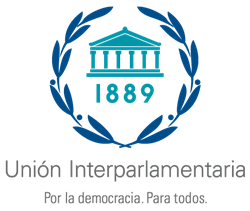 1889
Unión Interparlamentaria
Por la democracia. Para todos.